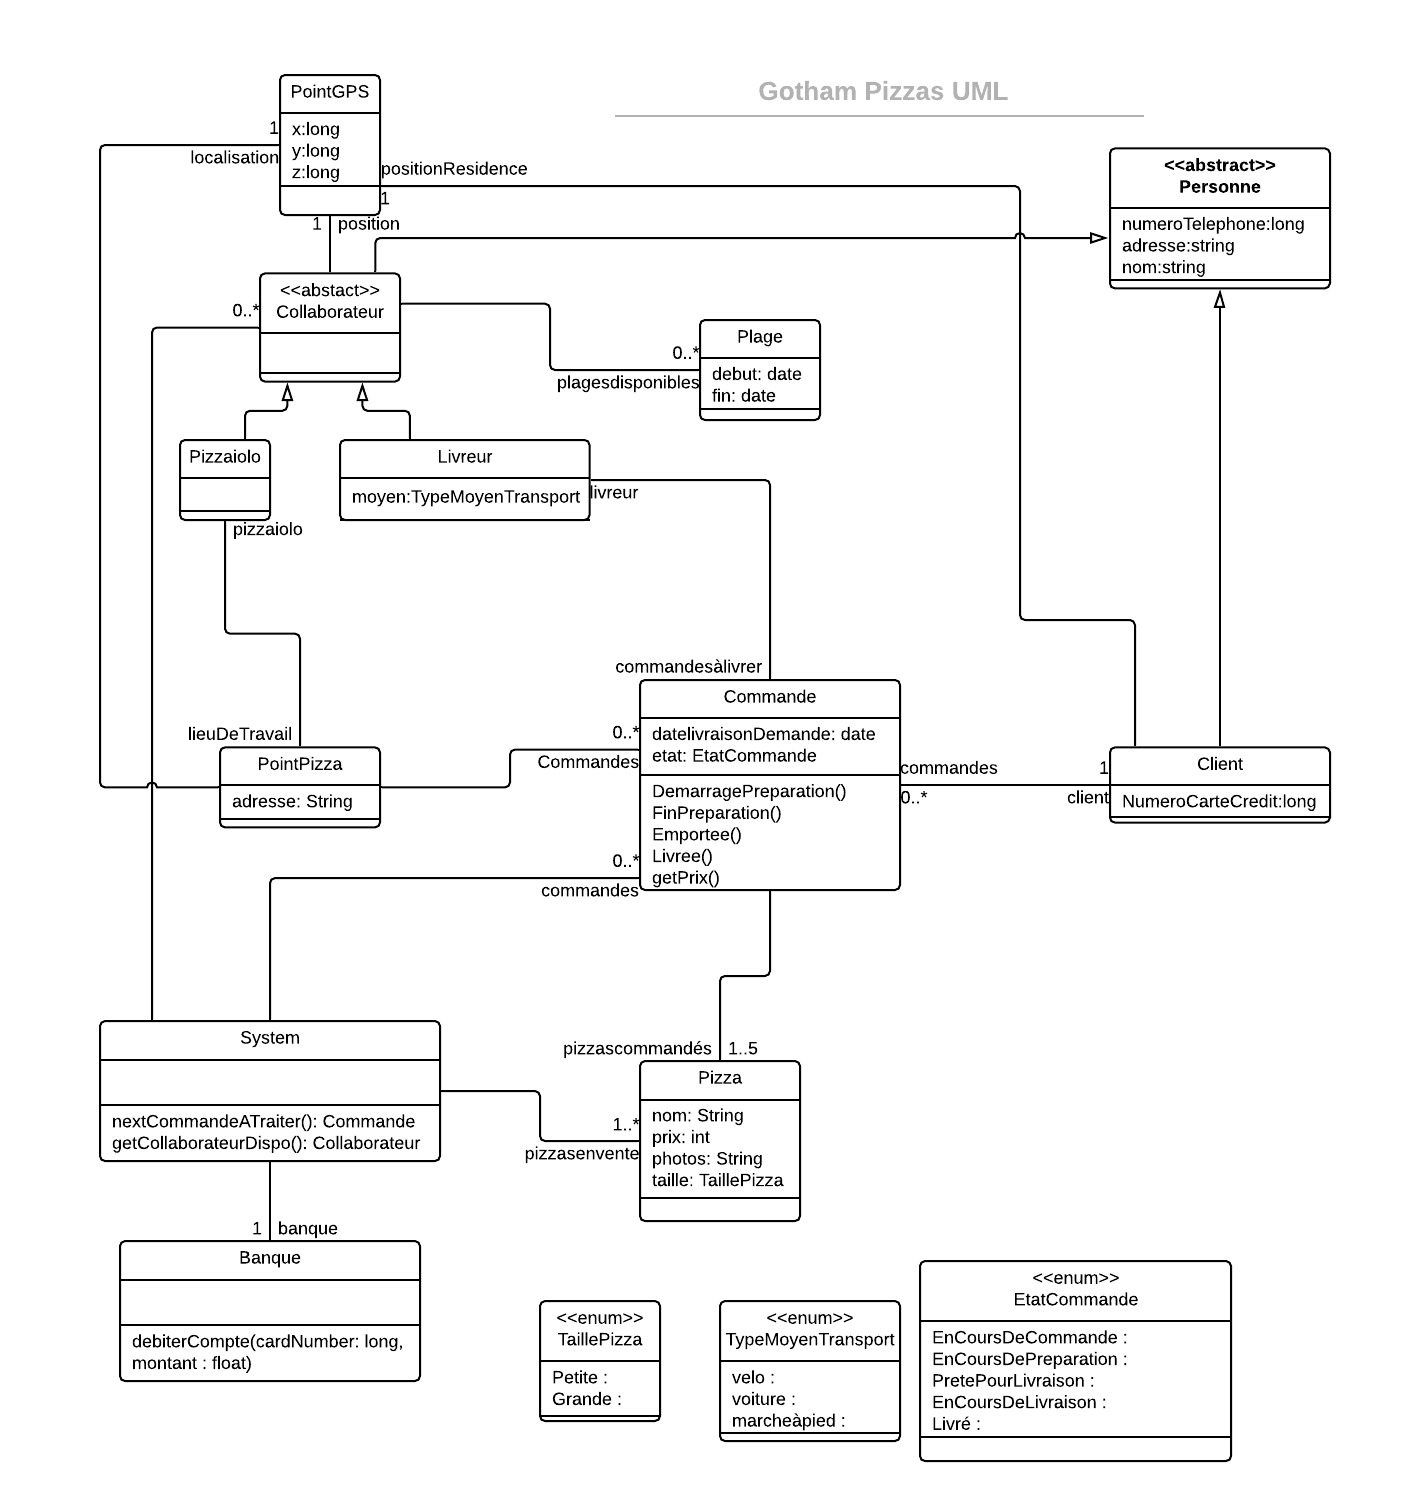 Gotham Pizzas UML
PointGPS
x:long
y:long
z:long
1
localisation
positionResidence
1
1 position
<<abstract>>
Personne
numeroTelephone:long
adresse:string
nom:string
<<abstact>>
Collaborateur
0..*
Plage
debut: date
fin: date
0..*
plagesdisponibles
Pizzaiolo
pizzaiolo
Livreur
moyen:TypeMoyenTransport
livreur
commandesàlivrer
lieuDeTravail
PointPizza
adresse: String
0..*
Commandes
Commande
datelivraisonDemande: date
etat: EtatCommande
DemarragePreparation()
FinPreparation()
Emportee()
Livree()
getPrix()
commandes
0..*
1
client
Client
NumeroCarteCredit:long
0..*
commandes
System
nextCommandeATraiter(): Commande
getCollaborateurDispo(): Collaborateur
pizzascommandés 1..5
Pizza
nom: String
prix: int
photos: String
taille: TaillePizza
1..*
pizzasenvente
1 banque
Banque
debiterCompte(cardNumber: long,
montant : float)
<<enum>>
TaillePizza
Petite :
Grande :
<<enum>>
TypeMoyenTransport
velo :
voiture :
marcheàpied :
<<enum>>
EtatCommande
EnCoursDeCommande :
EnCoursDePreparation :
PretePourLivraison :
EnCoursDeLivraison :
Livré :